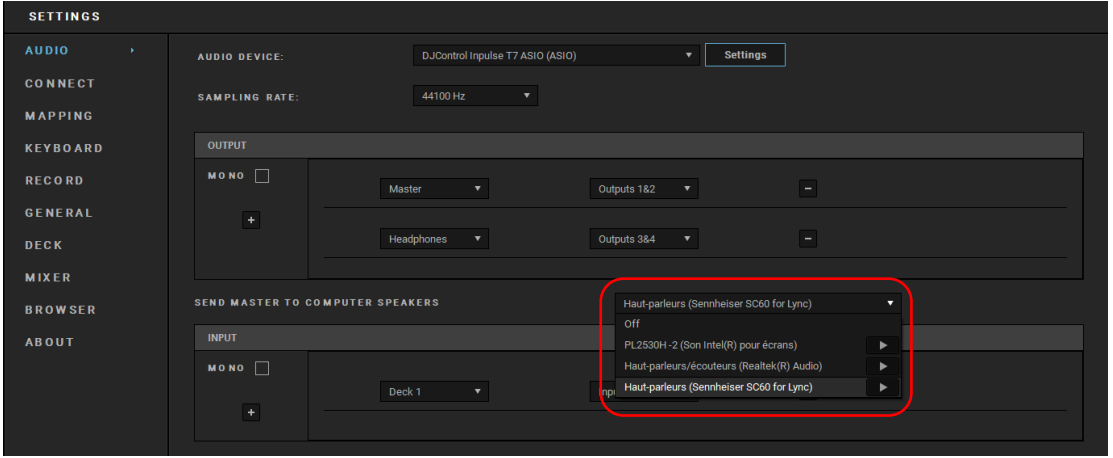 SETTINGS
AUDIO
CONNECT
MAPPING
KEYBOARD
RECORD
GENERAL
DECK
MIXER
BROWSER
ABOUT
AUDIO DEVICE: DJControl Inpulse T7 ASIO (ASIO) Settings
SAMPLING RATE: 44100 Hz
OUTPUT
MONO
Master Outputs 1&2
Headphones Outputs 3&4
SEND MASTER TO COMPUTER SPEAKERS Haut-parleurs (Sennheiser SC60 for Lync)
Off
PL2530H-2 (Son Intel(R) pour écrans)
Haut-parleurs/écouteurs (Realtek(R) Audio)
Haut-parleurs (Sennheiser SC60 for Lync)
INPUT
MONO
Deck 1